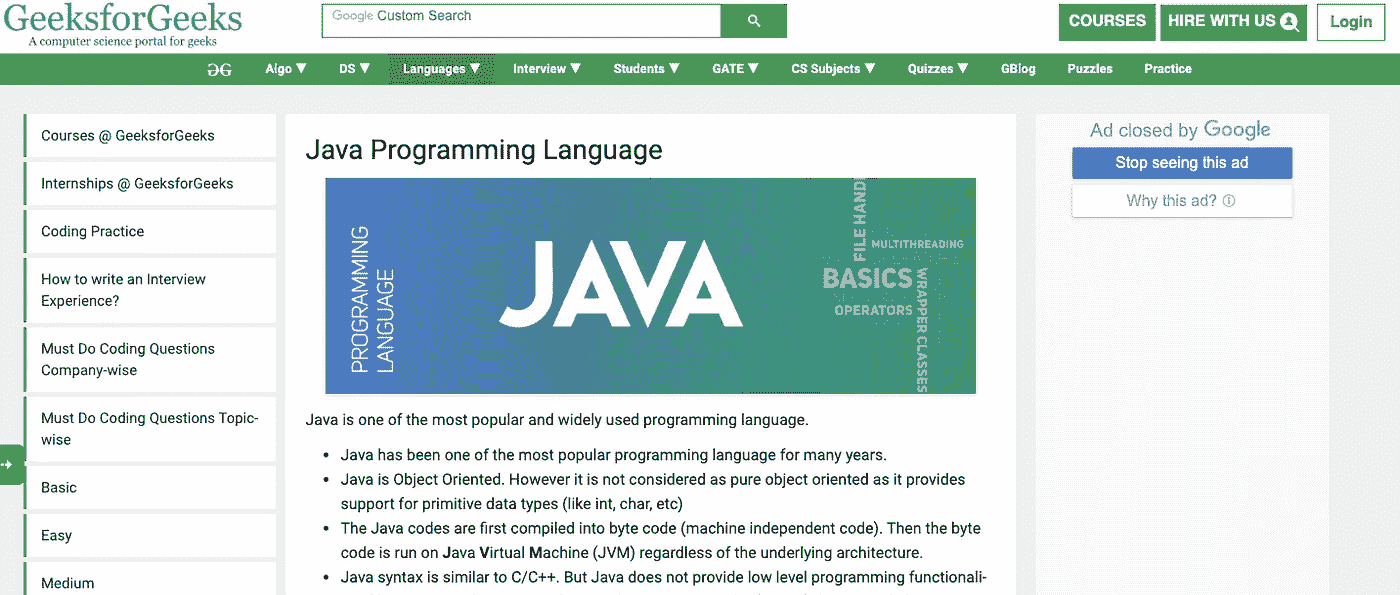 GeeksforGeeks
A computer science portal for geeks
Google Custom Search
COURSES
HIRE WITH US
Login
Algo ▼
DS ▼
Languages ▼
Interview ▼
Students ▼
GATE ▼
CS Subjects ▼
Quizzes ▼
GBlog
Puzzles
Practice
Courses @ GeeksforGeeks
Internships @ GeeksforGeeks
Coding Practice
How to write an Interview
Experience?
Must Do Coding Questions
Company-wise
Must Do Coding Questions Topic-
wise
Basic
Easy
Medium
Java Programming Language
PROGRAMMING
LANGUAGE
JAVA
FILE HAND
MULTITHREADING
BASICS
OPERATORS
WRAPPER CLASSES
Java is one of the most popular and widely used programming language.
• Java has been one of the most popular programming language for many years.
• Java is Object Oriented. However it is not considered as pure object oriented as it provides
support for primitive data types (like int, char, etc)
• The Java codes are first compiled into byte code (machine independent code). Then the byte
code is run on Java Virtual Machine (JVM) regardless of the underlying architecture.
• Java syntax is similar to C/C++. But Java does not provide low level programming functionali-
Ad closed by Google
Stop seeing this ad
Why this ad?